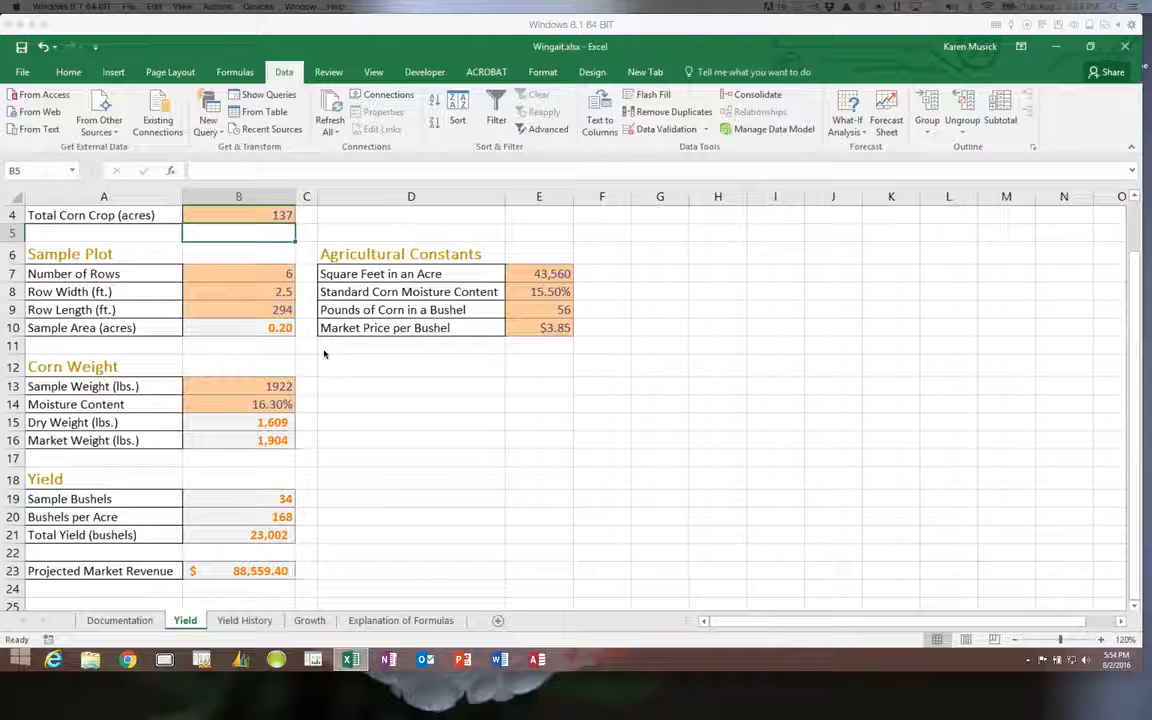 Windows 8.1 64 BIT
Wingait.xlsx - Excel
Karen Musick
File Home Insert Page Layout Formulas Data Review View Developer ACROBAT Format Design New Tab Tell me what you want to do Share
From Access
From Web
From Text
From Other Sources
Existing Connections
Get External Data
New Query
Show Queries
From Table
Recent Sources
Get & Transform
Refresh All
Connections
Properties
Edit Links
Connections
Sort
Filter
Clear
Reapply
Advanced
Sort & Filter
Text to Columns
Flash Fill
Remove Duplicates
Data Validation
Consolidate
Relationships
Manage Data Model
Data Tools
What-If Analysis
Forecast Sheet
Forecast
Group
Ungroup
Subtotal
Outline
B5
fx
A B C D E F G H I J K L M N O
4 Total Corn Crop (acres) 137
5
6 Sample Plot Agricultural Constants
7 Number of Rows 6 Square Feet in an Acre 43,560
8 Row Width (ft.) 2.5 Standard Corn Moisture Content 15.50%
9 Row Length (ft.) 294 Pounds of Corn in a Bushel 56
10 Sample Area (acres) 0.20 Market Price per Bushel $3.85
11
12 Corn Weight
13 Sample Weight (lbs.) 1922
14 Moisture Content 16.30%
15 Dry Weight (lbs.) 1,609
16 Market Weight (lbs.) 1,904
17
18 Yield
19 Sample Bushels 34
20 Bushels per Acre 168
21 Total Yield (bushels) 23,002
22
23 Projected Market Revenue $ 88,559.40
24
25
Documentation Yield Yield History Growth Explanation of Formulas
Ready
120%
5:54 PM
8/2/2016